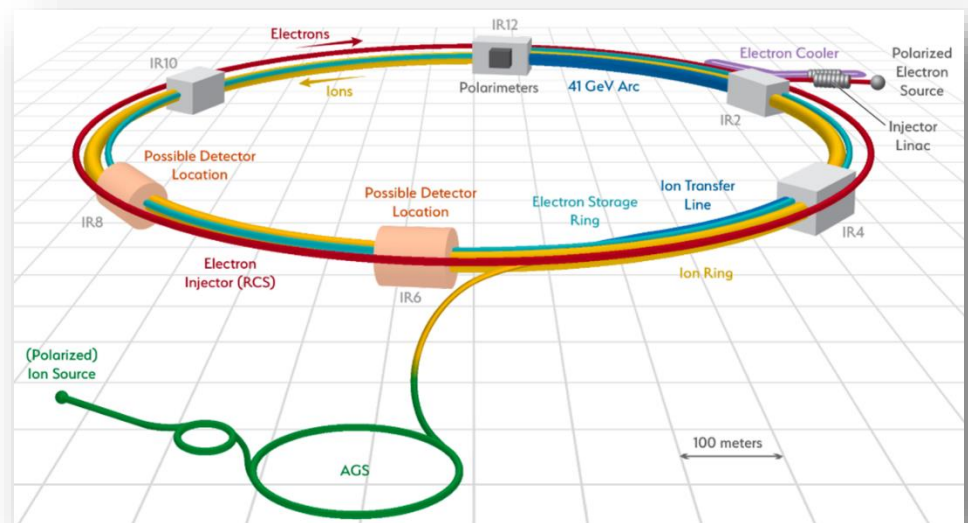 IR12
Electrons
IR10
Ions
Polarimeters
41 GeV Arc
Electron Cooler
Polarized
Electron
Source
IR2
Injector
Linac
Possible Detector
Location
Possible Detector
Location
Electron Storage
Ring
Ion Transfer
Line
IR8
IR4
Electron
Injector (RCS)
IR6
Ion Ring
(Polarized)
Ion Source
AGS
100 meters